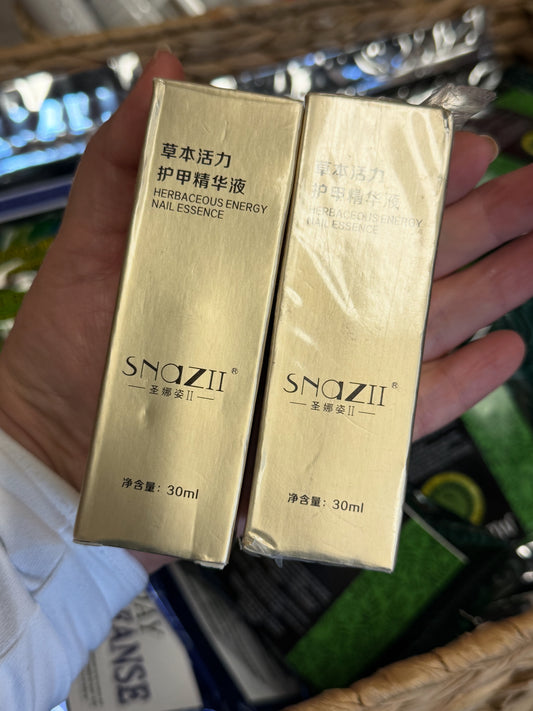 草本活力
护甲精华液
HERBACEOUS ENERGY
NAIL ESSENCE
SNAZII®
圣娜姿II
净含量：30ml
草本活力
护甲精华液
HERBACEOUS ENERGY
NAIL ESSENCE
SNAZII®
圣娜姿II
净含量：30ml